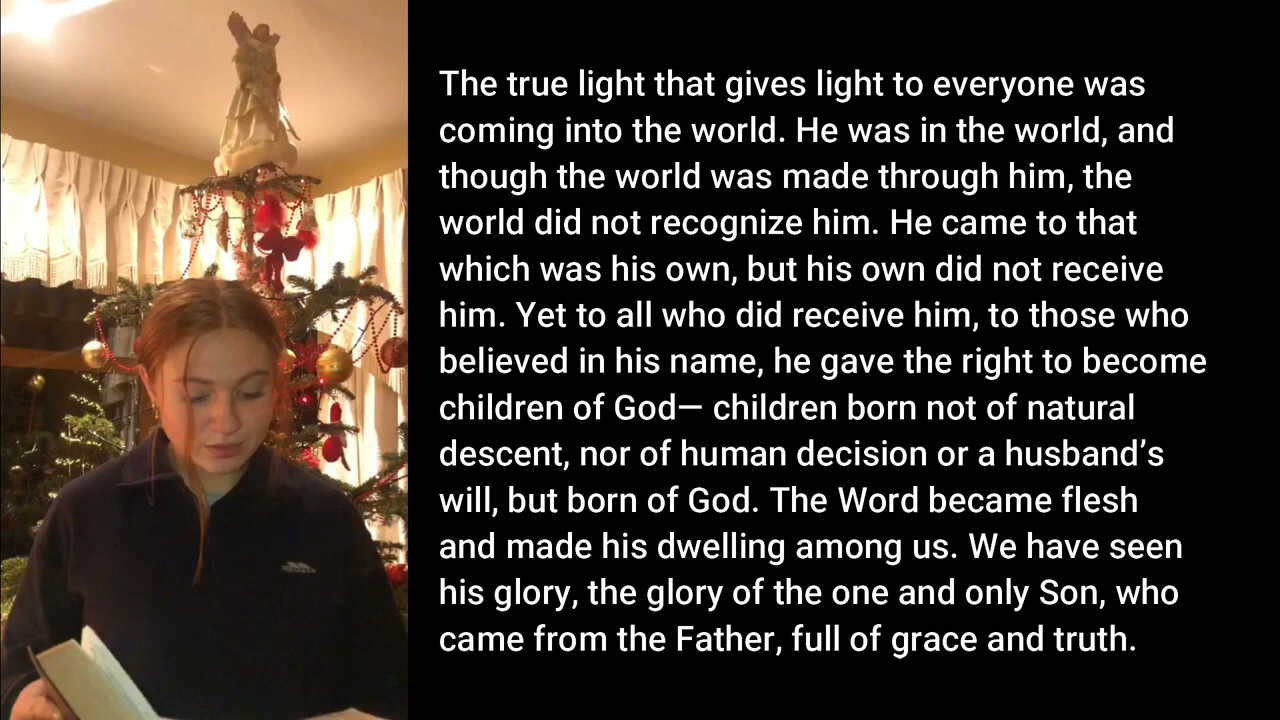 The true light that gives light to everyone was
coming into the world. He was in the world, and
though the world was made through him, the
world did not recognize him. He came to that
which was his own, but his own did not receive
him. Yet to all who did receive him, to those who
believed in his name, he gave the right to become
children of God— children born not of natural
descent, nor of human decision or a husband’s
will, but born of God. The Word became flesh
and made his dwelling among us. We have seen
his glory, the glory of the one and only Son, who
came from the Father, full of grace and truth.